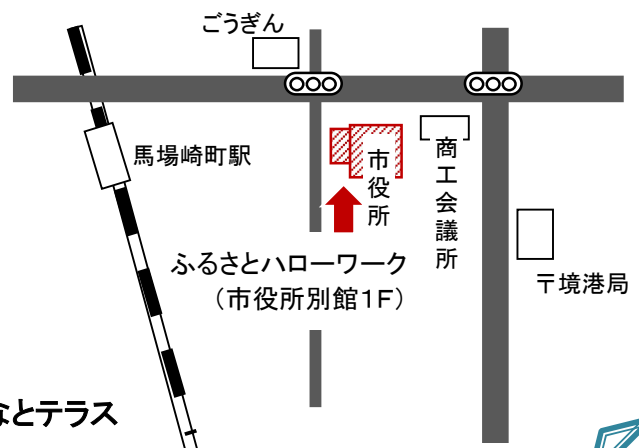 ごうぎん
馬場崎町駅
市役所
商工会議所
ふるさとハローワーク
（市役所別館1F）
〒境港局
なとテラス